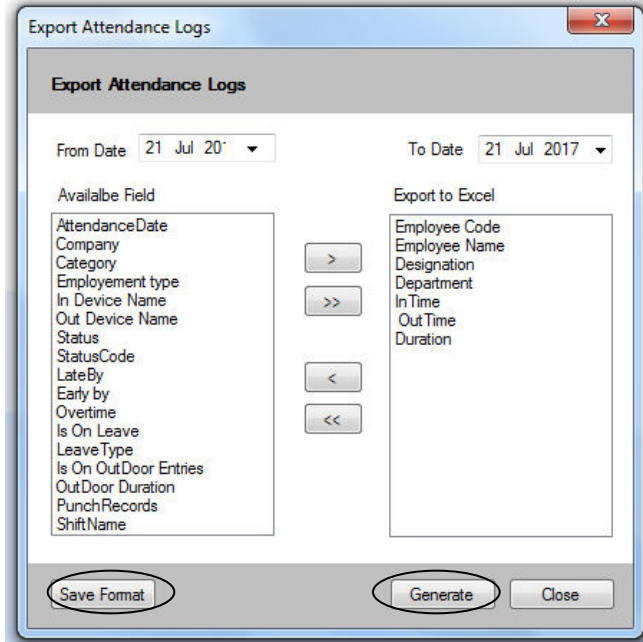 Export Attendance Logs
Export Attendance Logs
From Date 21 Jul 20 To Date 21 Jul 2017
Availalbe Field
AttendanceDate
Company
Category
Employement type
In Device Name
Out Device Name
Status
StatusCode
LateBy
Early by
Overtime
Is On Leave
LeaveType
Is On OutDoor Entries
OutDoor Duration
PunchRecords
ShiftName
>
>>
<
<<
Export to Excel
Employee Code
Employee Name
Designation
Department
InTime
OutTime
Duration
Save Format Generate Close